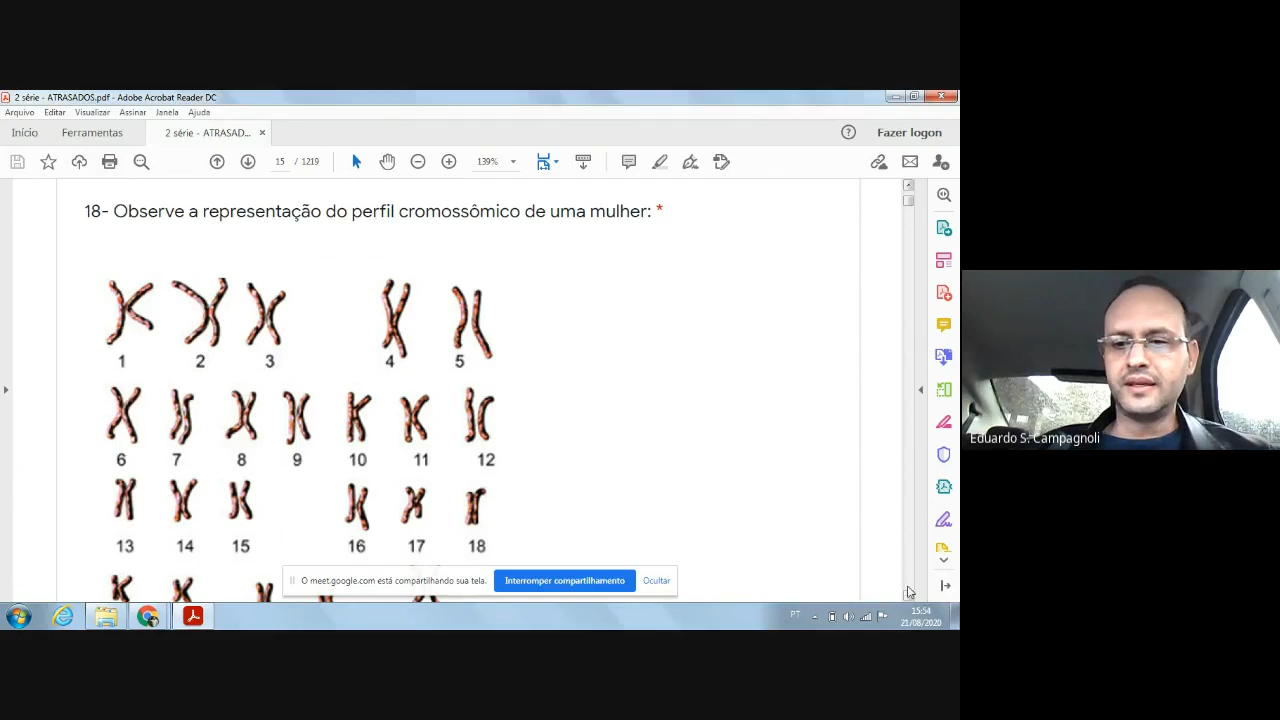 2 série - ATRASADOS.pdf - Adobe Acrobat Reader DC
Arquivo Editar Visualizar Assinar Janela Ajuda
Início Ferramentas 2 série - ATRASAD... × Fazer logon
15 / 1219 139%
18- Observe a representação do perfil cromossômico de uma mulher: *
1 2 3 4 5
6 7 8 9 10 11 12
13 14 15 16 17 18
O meet.google.com está compartilhando sua tela. Interromper compartilhamento Ocultar
PT 15:54
21/08/2020
Eduardo S. Campagnoli